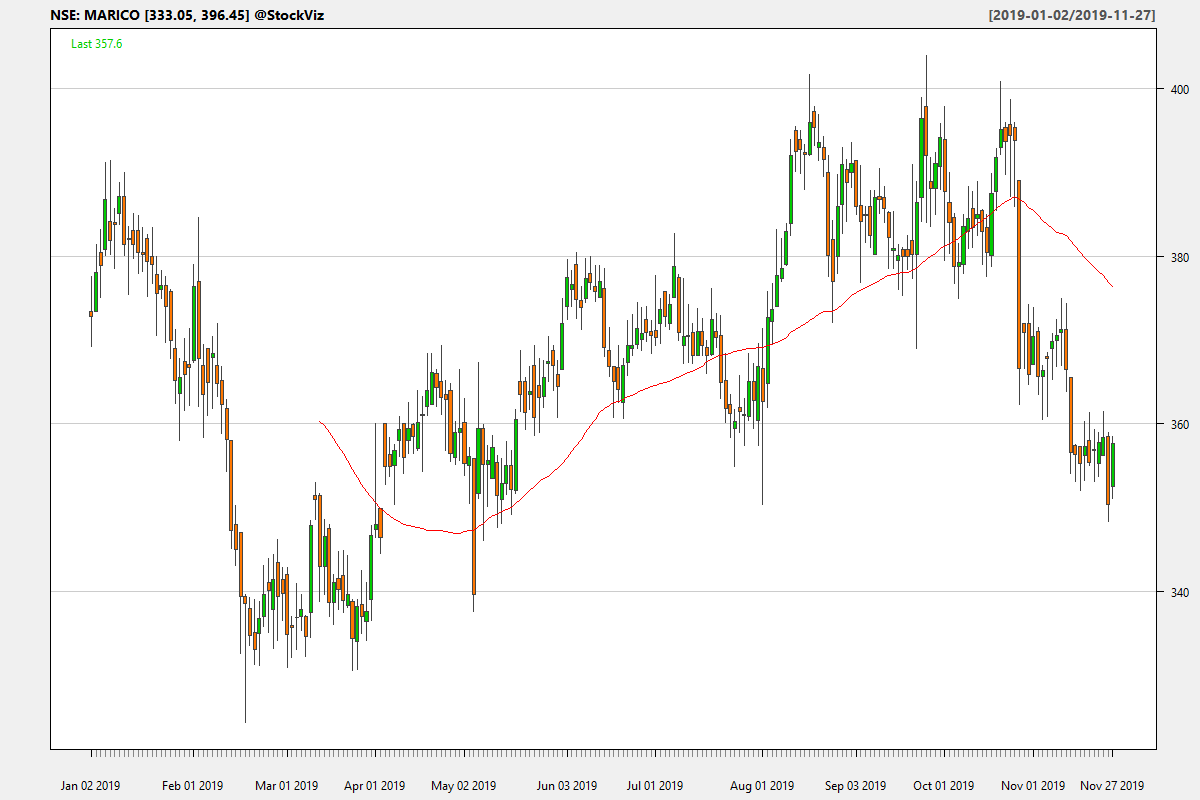 NSE: MARICO [333.05, 396.45] @StockViz [2019-01-02/2019-11-27]
Last 357.6
400
380
360
340
Jan 02 2019 Feb 01 2019 Mar 01 2019 Apr 01 2019 May 02 2019 Jun 03 2019 Jul 01 2019 Aug 01 2019 Sep 03 2019 Oct 01 2019 Nov 01 2019 Nov 27 2019